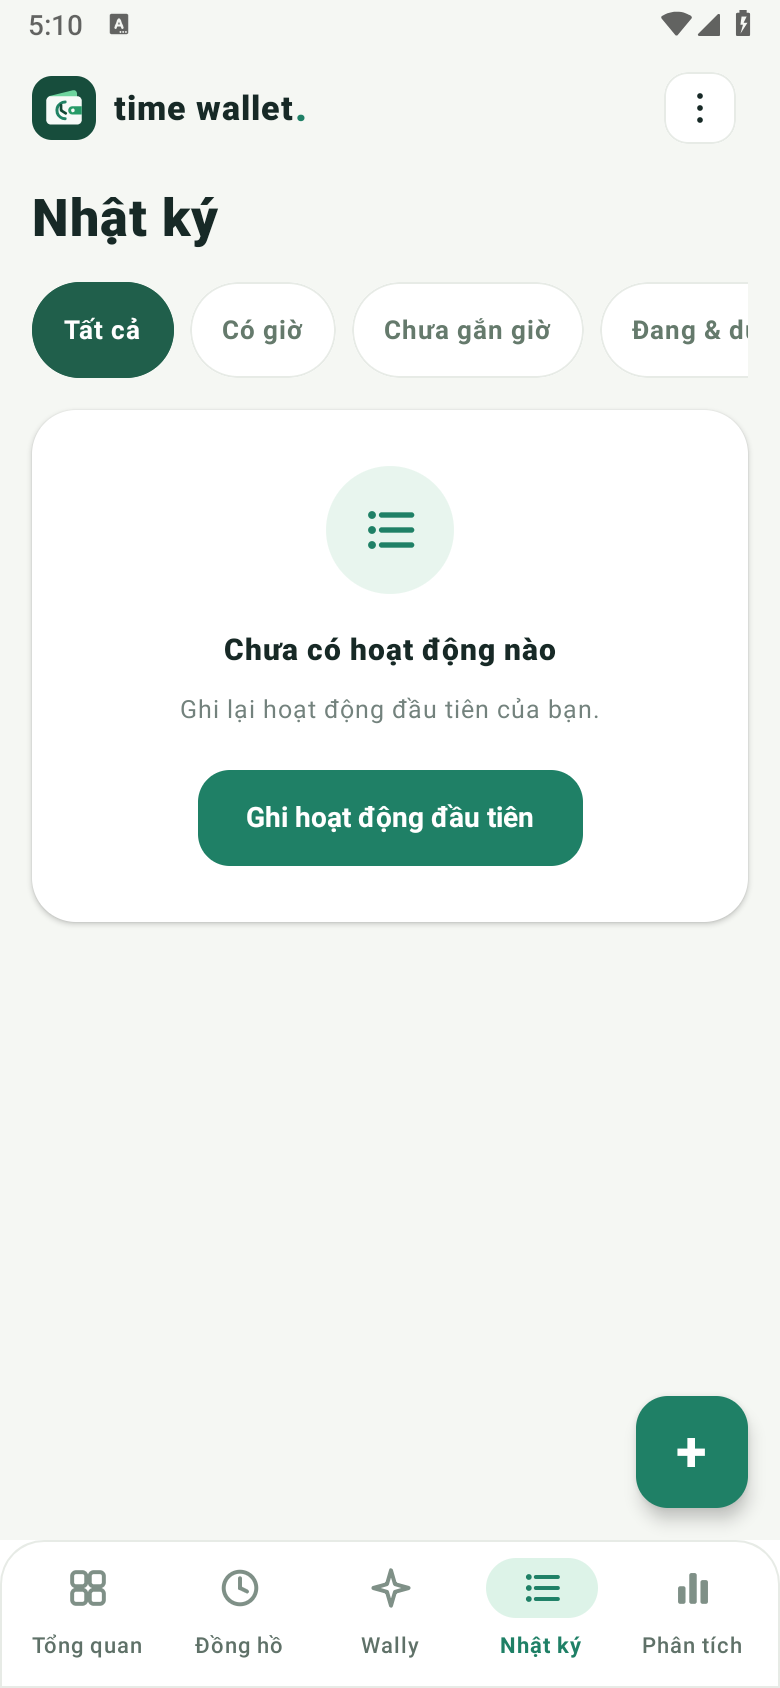 5:10
A
time wallet.
Nhật ký
Tất cả
Có giờ
Chưa gắn giờ
Đang &
Chưa có hoạt động nào
Ghi lại hoạt động đầu tiên của bạn.
Ghi hoạt động đầu tiên
Tổng quan
Đồng hồ
Wally
Nhật ký
Phân tích